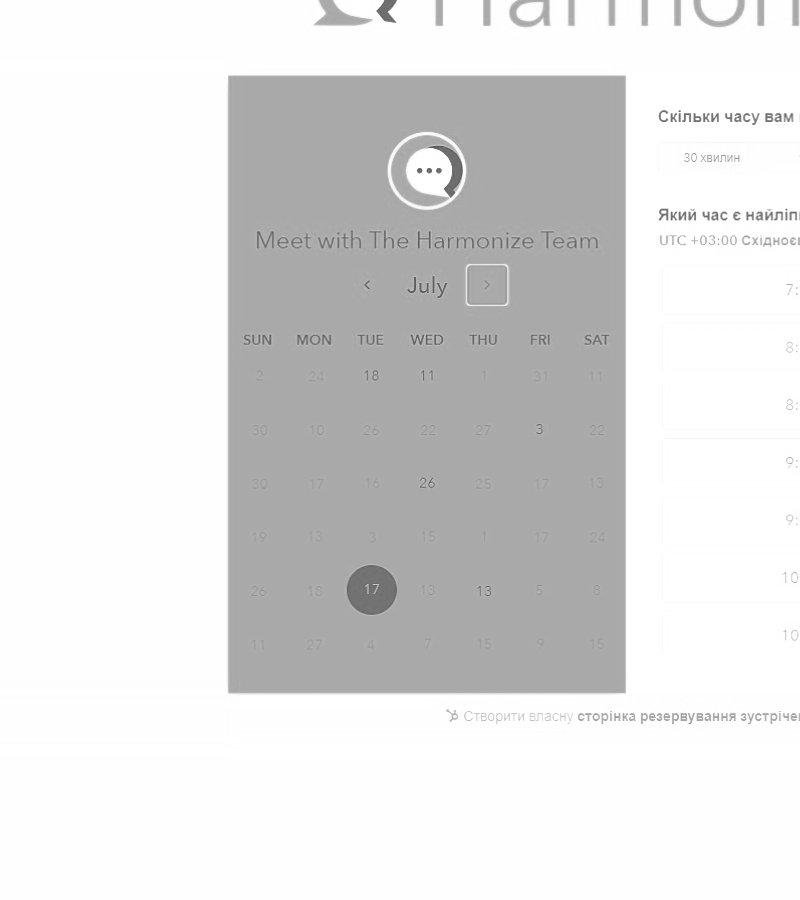 Harmon
Meet with The Harmonize Team
July
SUN MON TUE WED THU FRI SAT
2 24 18 11 1 31 11
30 10 26 22 27 3 22
30 17 16 26 25 17 13
19 13 3 15 1 17 24
26 18 17 13 13 5 8
11 27 4 7 15 9 15
Скільки часу вам
30 хвилин
Який час є найліп
UTC +03:00 Східноє
7:
8:
8:
9:
9:
10
10
Створити власну сторінка резервування зустріче